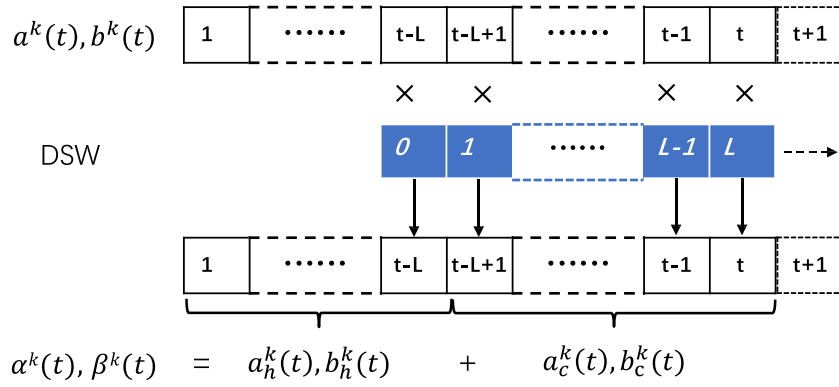 a^k(t), b^k(t) 1 ······ t-L t-L+1 ······ t-1 t t+1
× × × ×
DSW 0 1 ······ L-1 L
1 ······ t-L t-L+1 ······ t-1 t t+1
α^k(t), β^k(t) = a_h^k(t), b_h^k(t) + a_c^k(t), b_c^k(t)